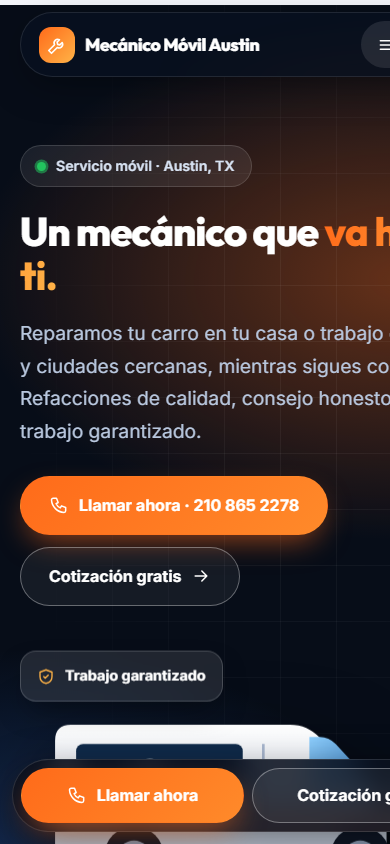 Mecánico Móvil Austin
Servicio móvil · Austin, TX
Un mecánico que va
ti.
Reparamos tu carro en tu casa o trabajo
y ciudades cercanas, mientras sigues
Refacciones de calidad, consejo honesto
trabajo garantizado.
Llamar ahora · 210 865 2278
Cotización gratis →
Trabajo garantizado
Llamar ahora
Cotización